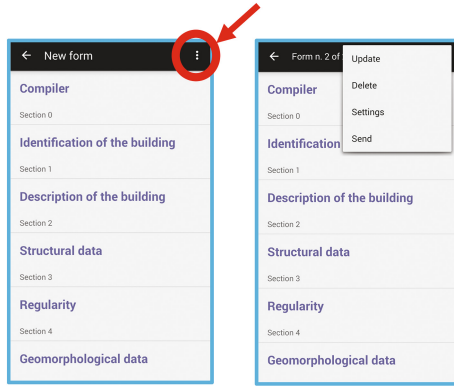 New form
Compiler
Section 0
Identification of the building
Section 1
Description of the building
Section 2
Structural data
Section 3
Regularity
Section 4
Geomorphological data
Form n. 2 of
Update
Delete
Settings
Send
Compiler
Section 0
Identification
Section 1
Description of the building
Section 2
Structural data
Section 3
Regularity
Section 4
Geomorphological data